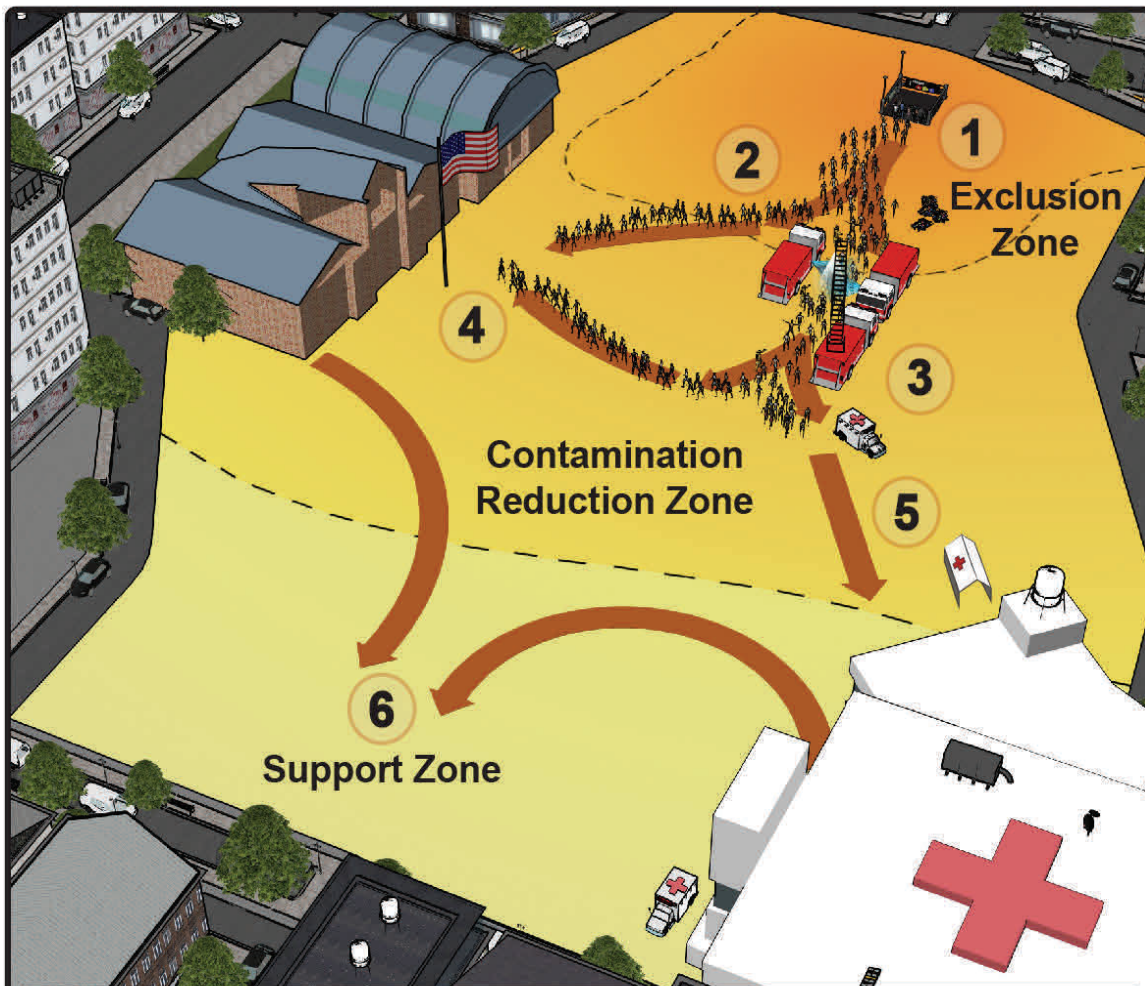 1
Exclusion
Zone
2
3
4
Contamination
Reduction Zone
5
6
Support Zone